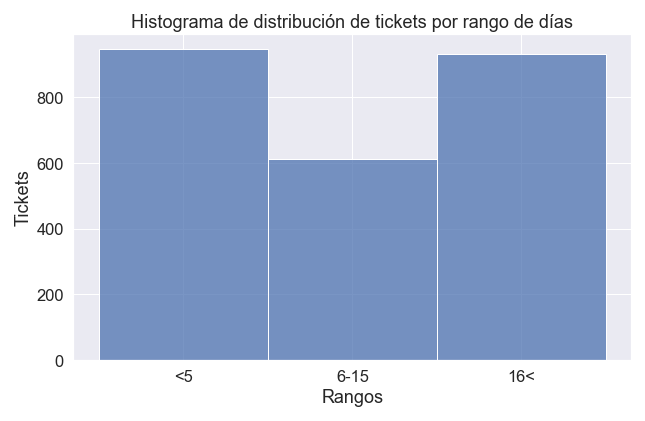 Histograma de distribución de tickets por rango de días
Tickets
800
600
400
200
0
<5
6-15
16<
Rangos